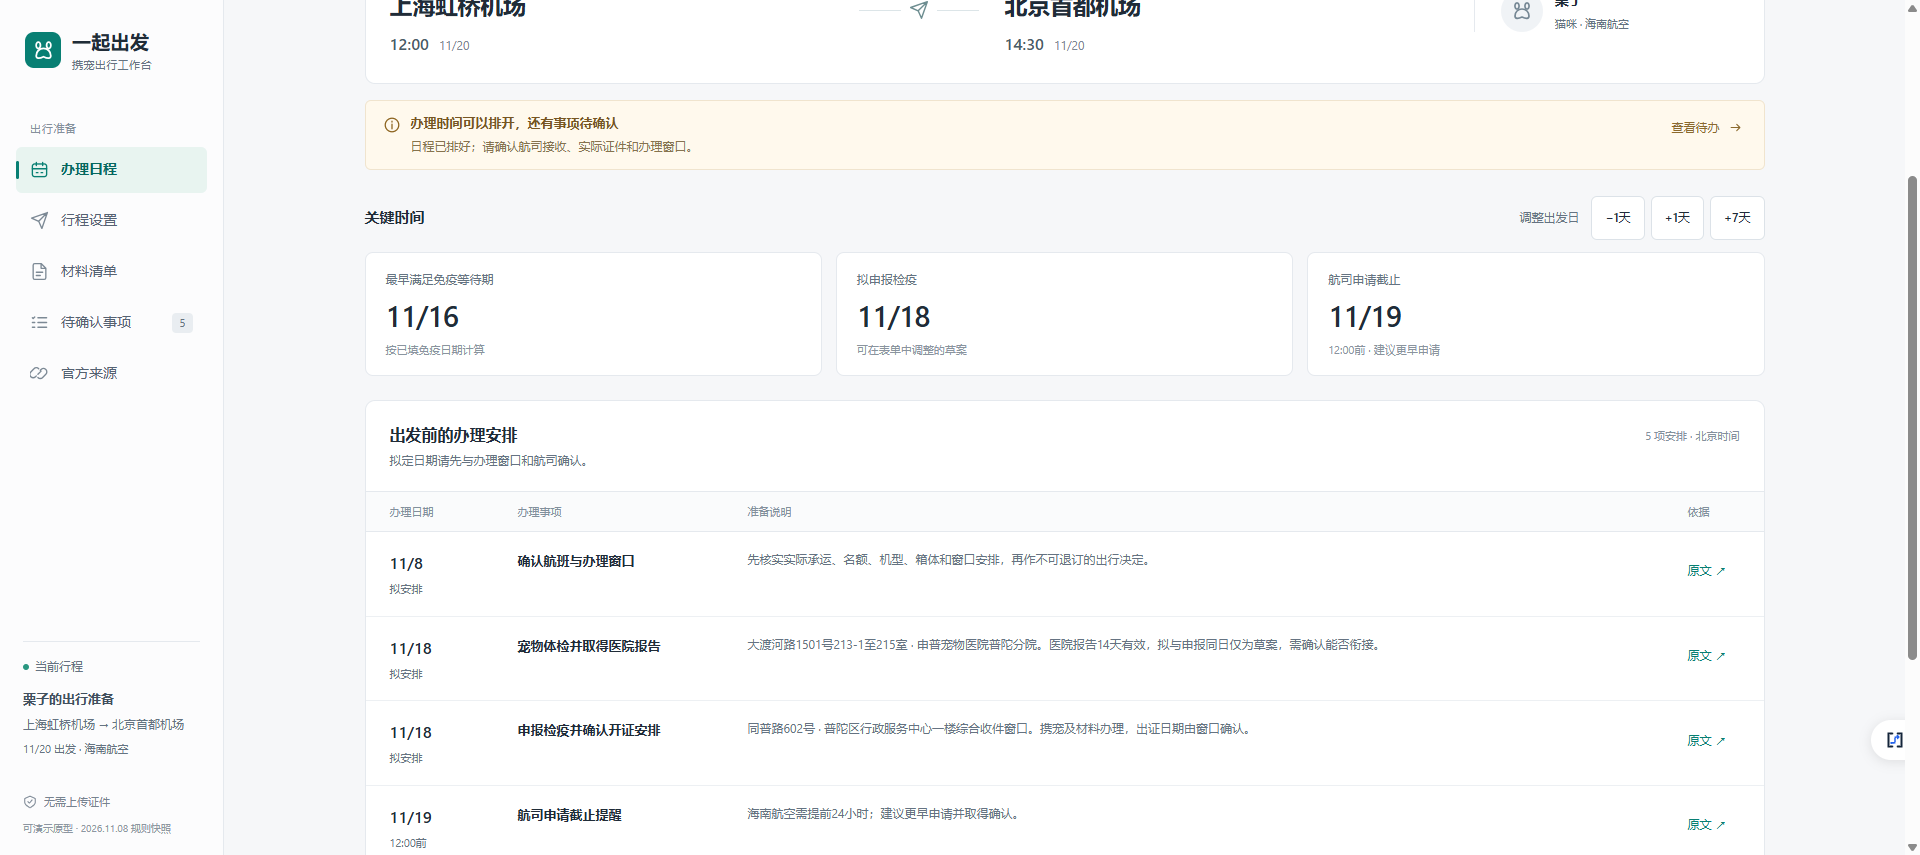 一起出发
携宠出行工作台
出行准备
办理日程
行程设置
材料清单
待确认事项 5
官方来源
当前行程
栗子的出行准备
上海虹桥机场 → 北京首都机场
11/20 出发 · 海南航空
无需上传证件
可演示原型 · 2026.11.08 规则快照
上海虹桥机场
12:00 11/20
北京首都机场
14:30 11/20
栗子
猫咪 · 海南航空
办理时间可以排开，还有事项待确认
日程已排好；请确认航司接收、实际证件和办理窗口。
查看待办 →
关键时间
调整出发日 −1天 +1天 +7天
最早满足免疫等待期
11/16
按已填免疫日期计算
拟申报检疫
11/18
可在表单中调整的草案
航司申请截止
11/19
12:00前 · 建议更早申请
出发前的办理安排
拟定日期请先与办理窗口和航司确认。
5 项安排 · 北京时间
办理日期 办理事项 准备说明 依据
11/8
拟安排
确认航班与办理窗口
先核实实际承运、名额、机型、箱体和窗口安排，再作不可退订的出行决定。
原文 ↗
11/18
拟安排
宠物体检并取得医院报告
大渡河路1501号213-1至215室 · 申普宠物医院普陀分院。医院报告14天有效，拟与申报同日仅为草案，需确认能否衔接。
原文 ↗
11/18
拟安排
申报检疫并确认开证安排
同普路602号 · 普陀区行政服务中心一楼综合收件窗口。携宠及材料办理，出证日期由窗口确认。
原文 ↗
11/19
12:00前
航司申请截止提醒
海南航空需提前24小时；建议更早申请并取得确认。
原文 ↗